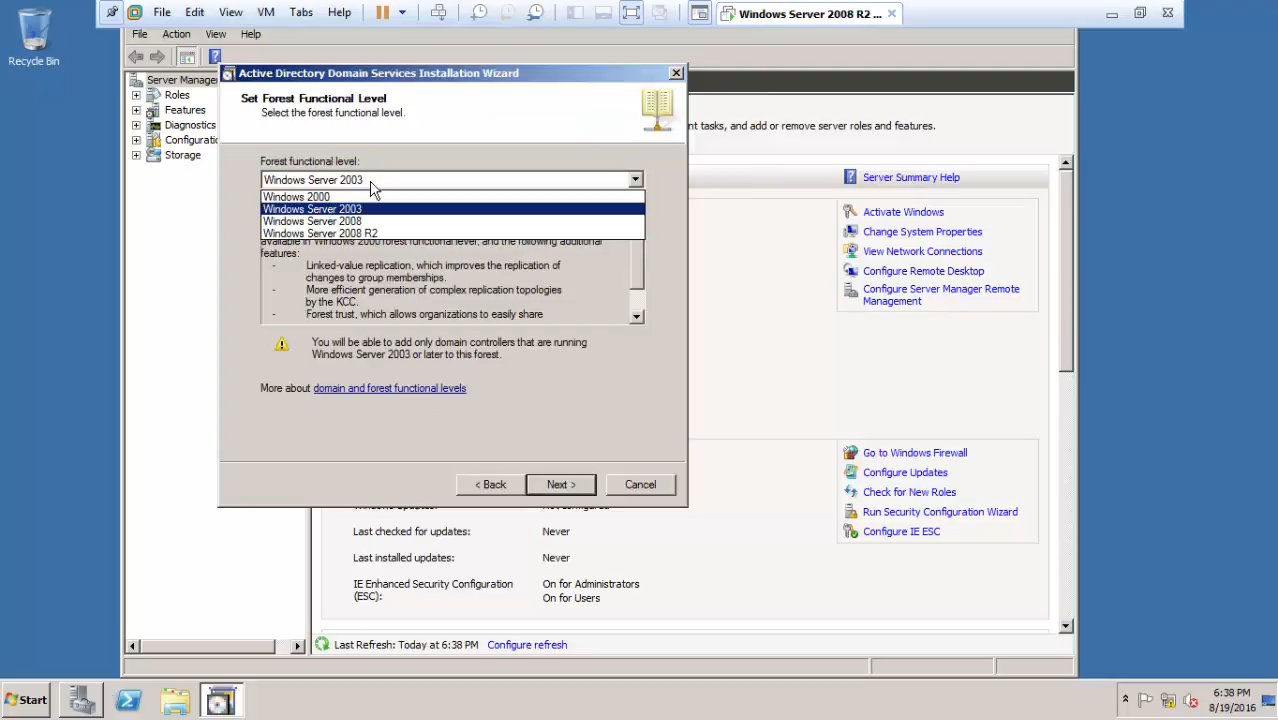 File Edit View VM Tabs Help
Windows Server 2008 R2 ...
Recycle Bin
File Action View Help
Server Manage
Roles
Features
Diagnostics
Configuratio
Storage
Active Directory Domain Services Installation Wizard
Set Forest Functional Level
Select the forest functional level.
Forest functional level:
Windows Server 2003
Windows 2000
Windows Server 2003
Windows Server 2008
Windows Server 2008 R2
available in Windows 2000 forest functional level, and the following additional
features:
- Linked-value replication, which improves the replication of
changes to group memberships.
- More efficient generation of complex replication topologies
by the KCC.
- Forest trust, which allows organizations to easily share
You will be able to add only domain controllers that are running
Windows Server 2003 or later to this forest.
More about domain and forest functional levels
< Back Next > Cancel
nt tasks, and add or remove server roles and features.
Server Summary Help
Activate Windows
Change System Properties
View Network Connections
Configure Remote Desktop
Configure Server Manager Remote
Management
Go to Windows Firewall
Configure Updates
Check for New Roles
Run Security Configuration Wizard
Configure IE ESC
Last checked for updates: Never
Last installed updates: Never
IE Enhanced Security Configuration On for Administrators
(ESC): On for Users
Last Refresh: Today at 6:38 PM Configure refresh
Start
6:38 PM
8/19/2016